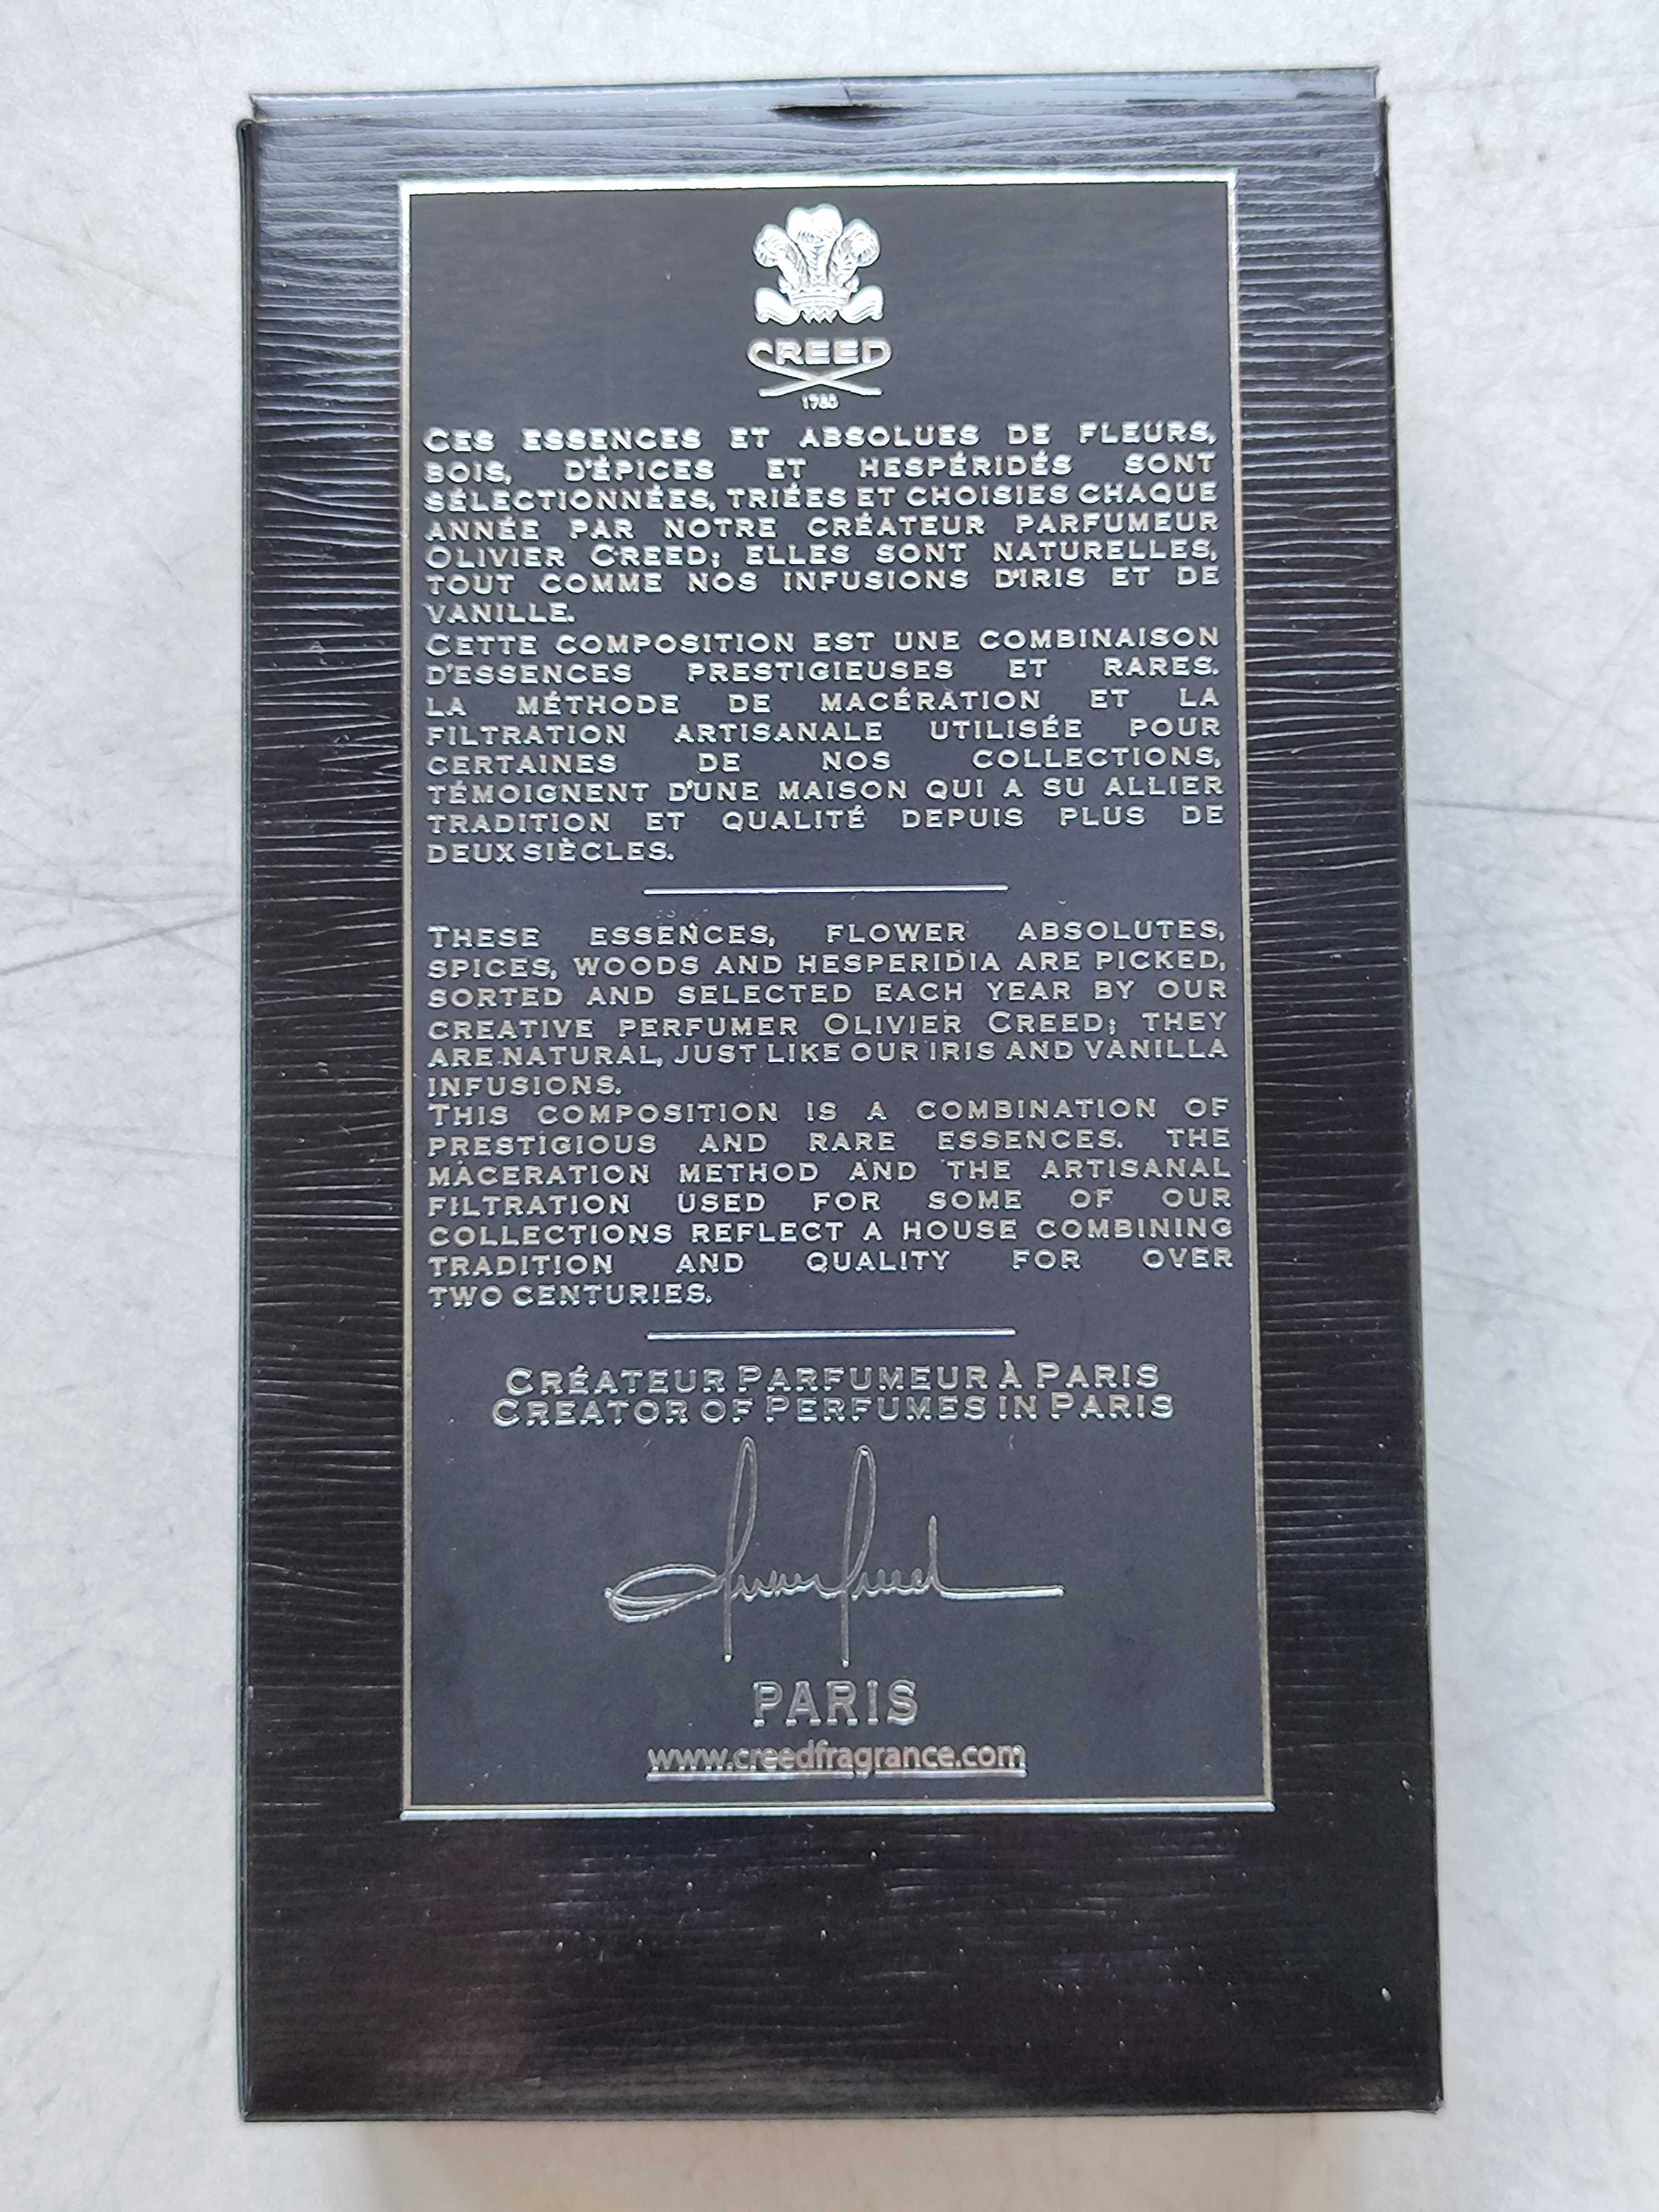 CREED
1760
CES ESSENCES ET ABSOLUES DE FLEURS,
BOIS, D'ÉPICES ET HESPÉRIDÉS SONT
SÉLECTIONNÉES, TRIÉES ET CHOISIES CHAQUE
ANNÉE PAR NOTRE CRÉATEUR PARFUMEUR
OLIVIER CREED; ELLES SONT NATURELLES,
TOUT COMME NOS INFUSIONS D'IRIS ET DE
VANILLE.
CETTE COMPOSITION EST UNE COMBINAISON
D'ESSENCES PRESTIGIEUSES ET RARES.
LA MÉTHODE DE MACÉRATION ET LA
FILTRATION ARTISANALE UTILISÉE POUR
CERTAINES DE NOS COLLECTIONS,
TÉMOIGNENT D'UNE MAISON QUI A SU ALLIER
TRADITION ET QUALITÉ DEPUIS PLUS DE
DEUX SIÈCLES.
THESE ESSENCES, FLOWER ABSOLUTES,
SPICES, WOODS AND HESPERIDIA ARE PICKED,
SORTED AND SELECTED EACH YEAR BY OUR
CREATIVE PERFUMER OLIVIER CREED; THEY
ARE NATURAL, JUST LIKE OUR IRIS AND VANILLA
INFUSIONS.
THIS COMPOSITION IS A COMBINATION OF
PRESTIGIOUS AND RARE ESSENCES. THE
MACERATION METHOD AND THE ARTISANAL
FILTRATION USED FOR SOME OF OUR
COLLECTIONS REFLECT A HOUSE COMBINING
TRADITION AND QUALITY FOR OVER
TWO CENTURIES.
CRÉATEUR PARFUMEUR À PARIS
CREATOR OF PERFUMES IN PARIS
PARIS
www.creedfragrance.com